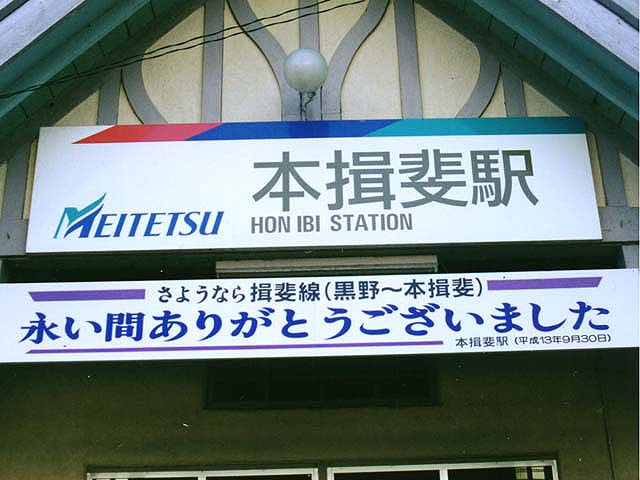 MEITETSU
本揖斐駅
HON IBI STATION
さようなら揖斐線(黒野〜本揖斐)
永い間ありがとうございました
本揖斐駅(平成13年9月30日)